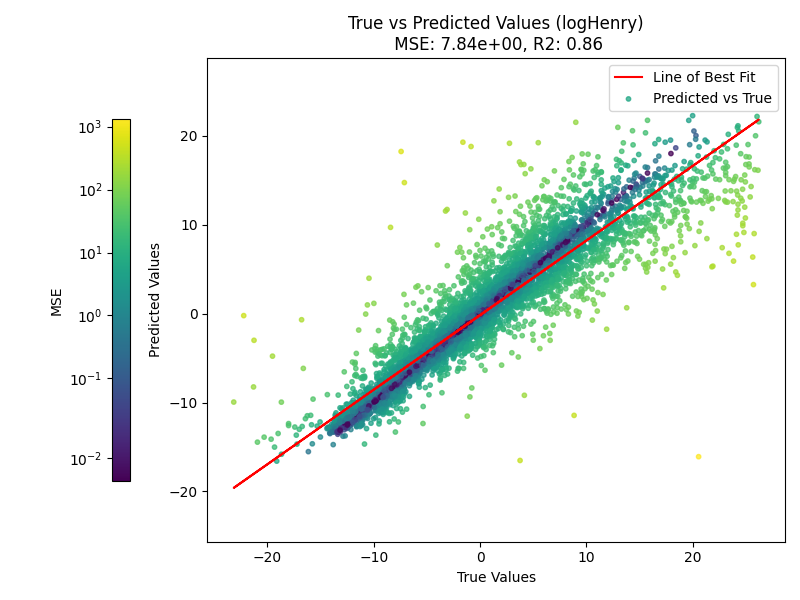 True vs Predicted Values (logHenry)
MSE: 7.84e+00, R2: 0.86
Line of Best Fit
Predicted vs True
10³
10²
10¹
10⁰
10⁻¹
10⁻²
MSE
Predicted Values
20
10
0
−10
−20
−20
−10
0
10
20
True Values